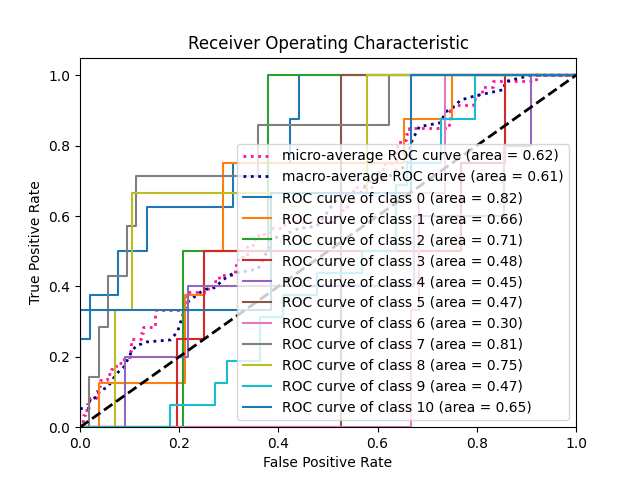 Receiver Operating Characteristic
1.0
0.8
0.6
0.4
0.2
0.0
True Positive Rate
micro-average ROC curve (area = 0.62)
macro-average ROC curve (area = 0.61)
ROC curve of class 0 (area = 0.82)
ROC curve of class 1 (area = 0.66)
ROC curve of class 2 (area = 0.71)
ROC curve of class 3 (area = 0.48)
ROC curve of class 4 (area = 0.45)
ROC curve of class 5 (area = 0.47)
ROC curve of class 6 (area = 0.30)
ROC curve of class 7 (area = 0.81)
ROC curve of class 8 (area = 0.75)
ROC curve of class 9 (area = 0.47)
ROC curve of class 10 (area = 0.65)
0.0 0.2 0.4 0.6 0.8 1.0
False Positive Rate